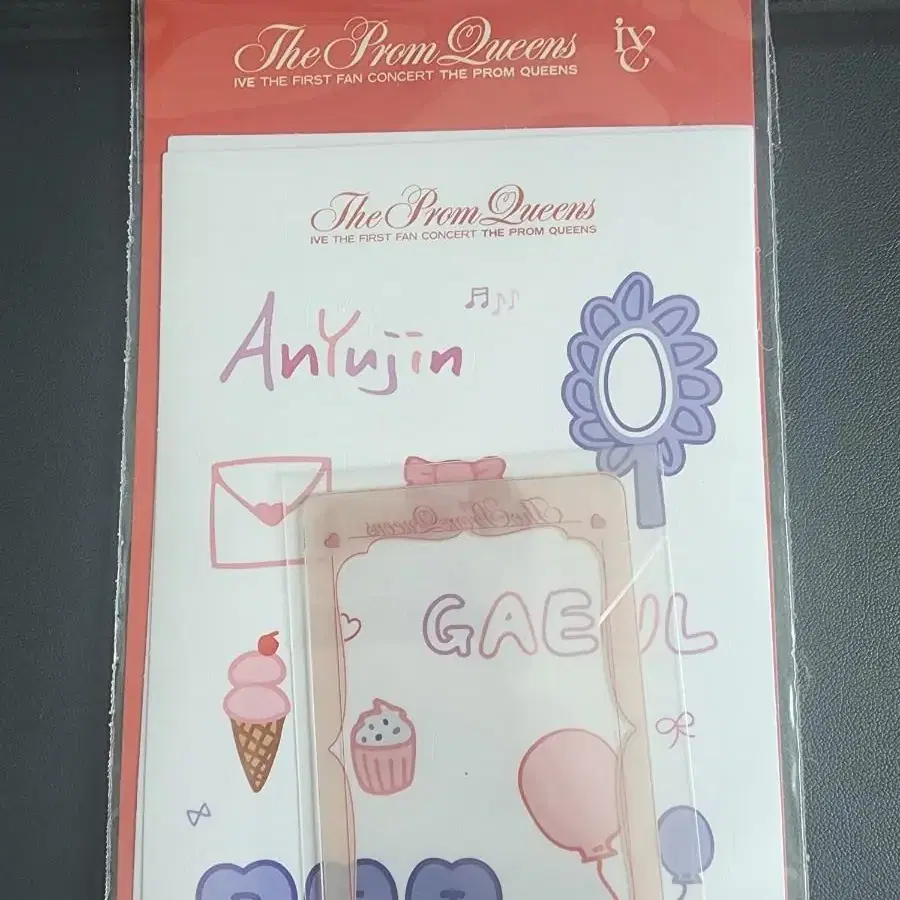 The Prom Queens
IVE THE FIRST FAN CONCERT THE PROM QUEENS
IVE
The Prom Queens
IVE THE FIRST FAN CONCERT THE PROM QUEENS
AnYujin
The Prom Queens
GAEUL